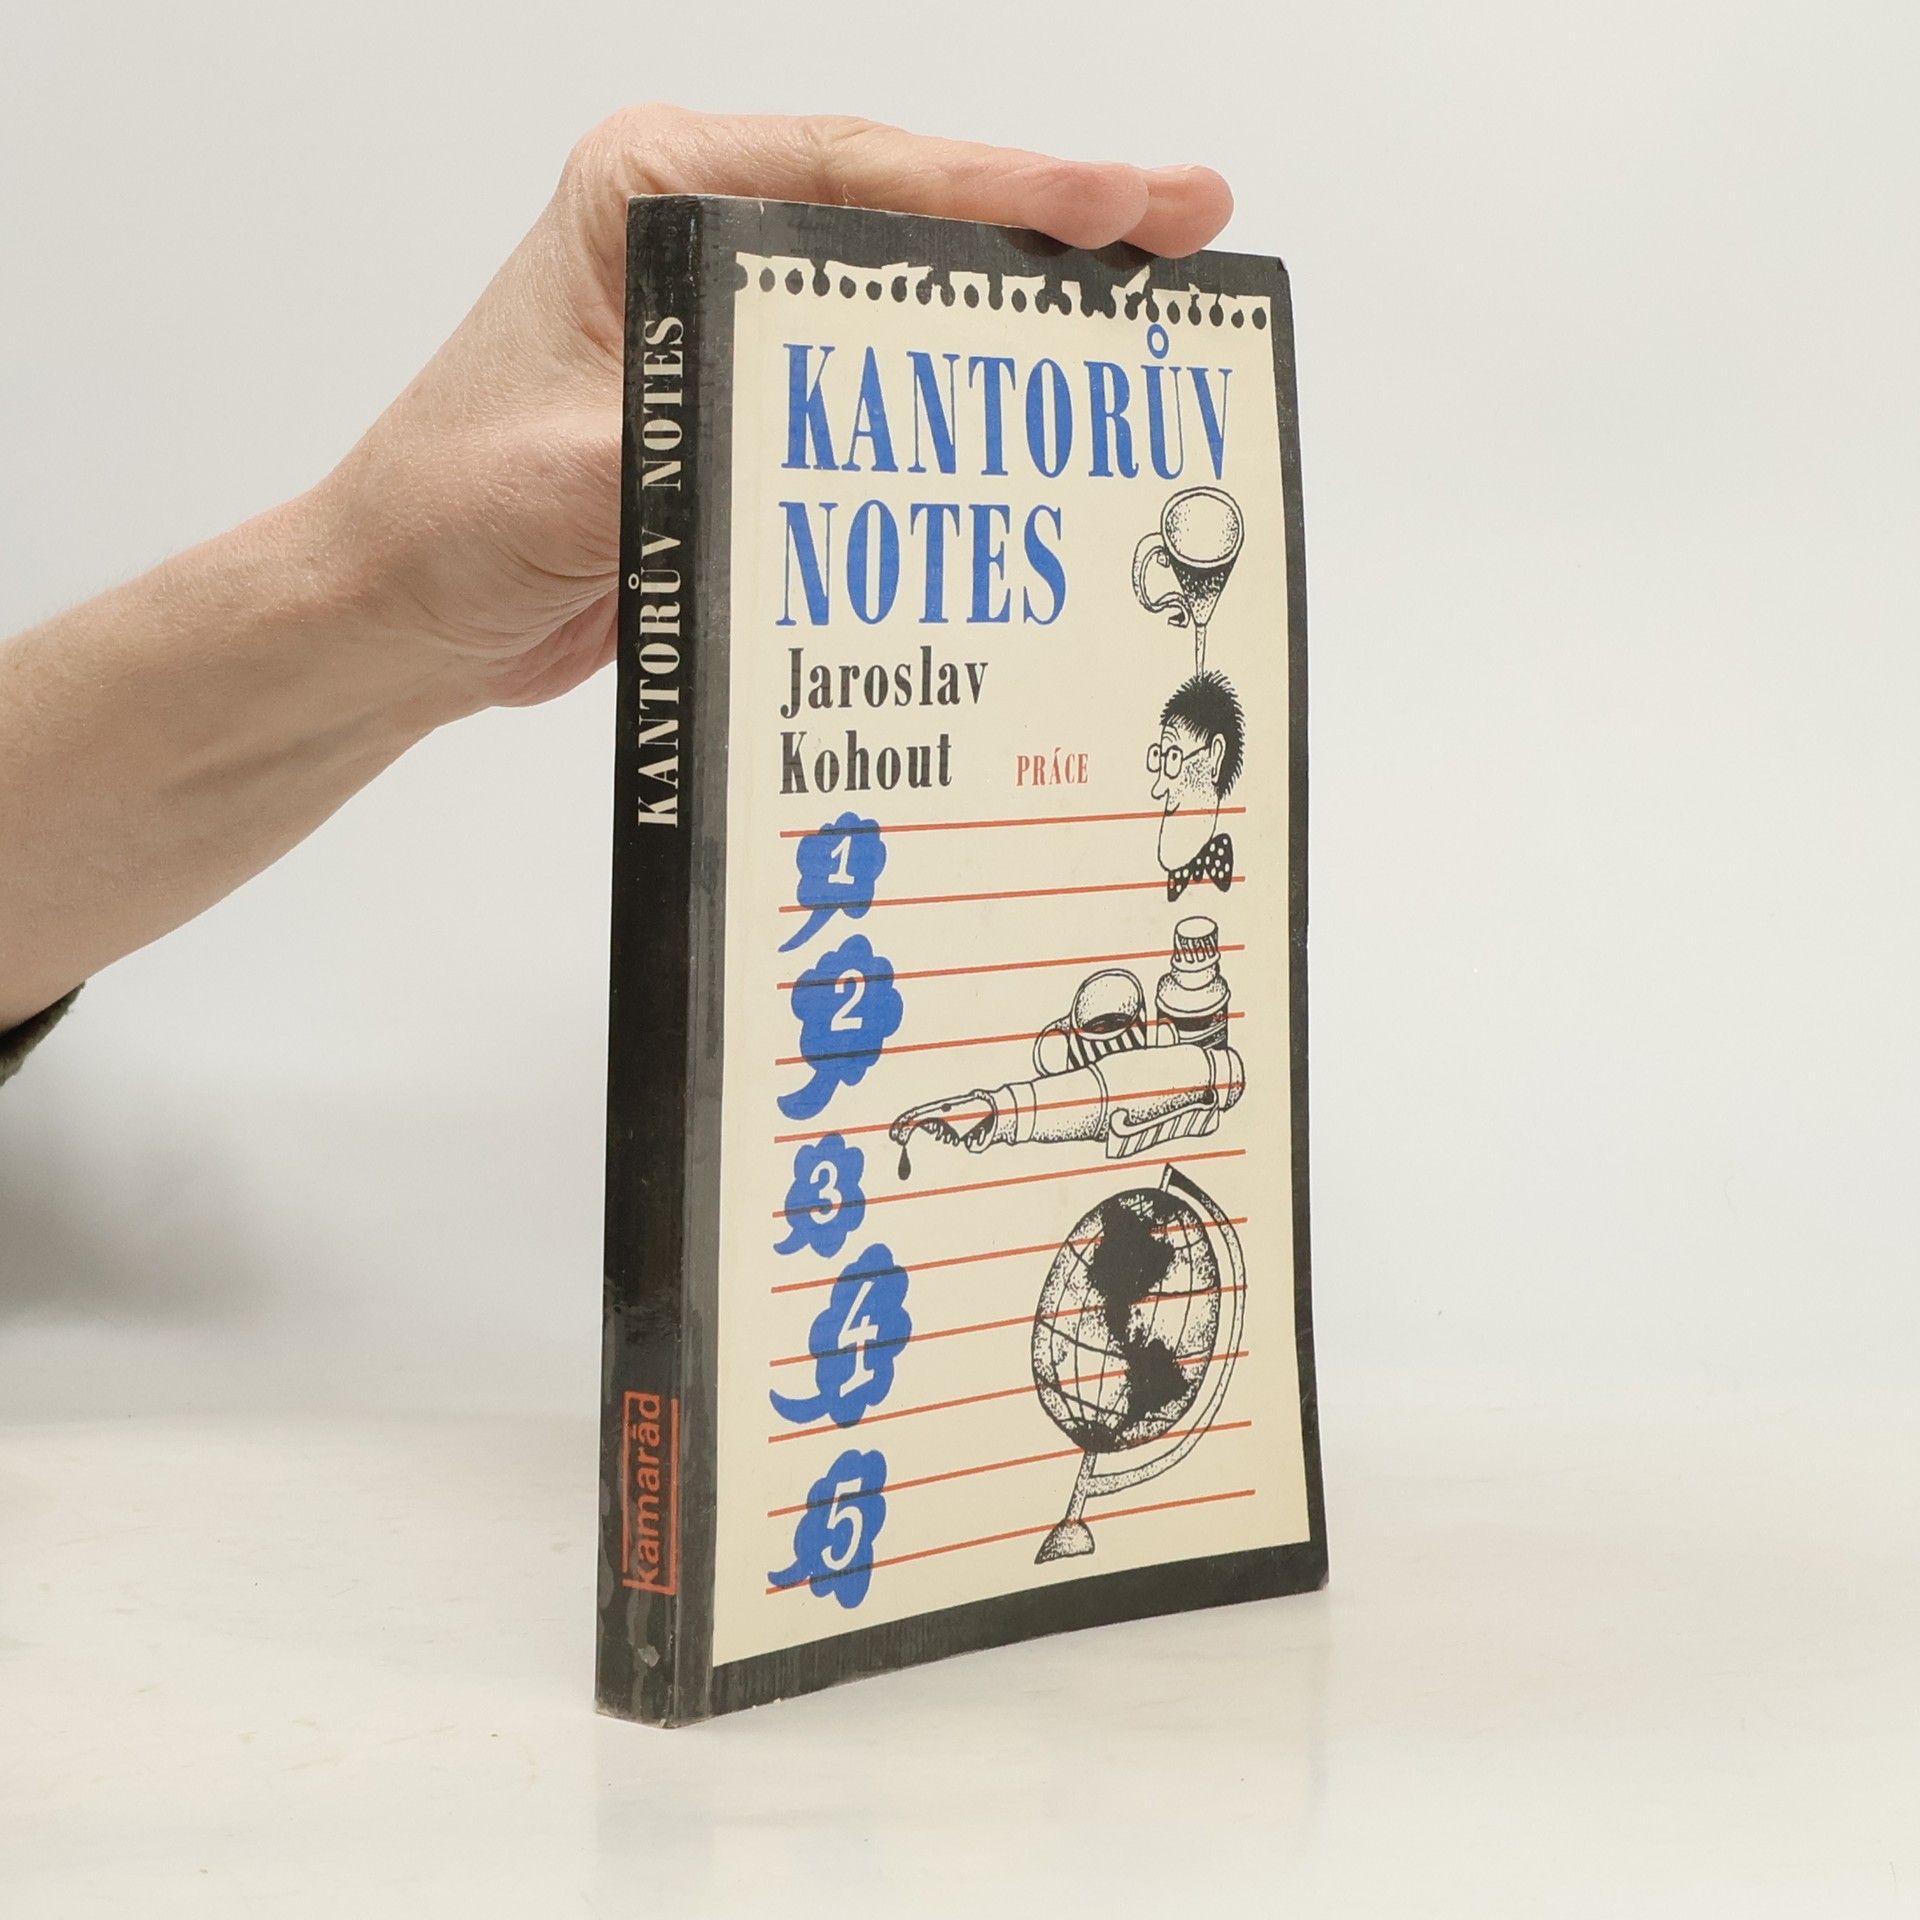 KANTORŮV NOTES
kamarád
KANTORŮV
NOTES
Jaroslav
Kohout
PRÁCE
1
2
3
4
5